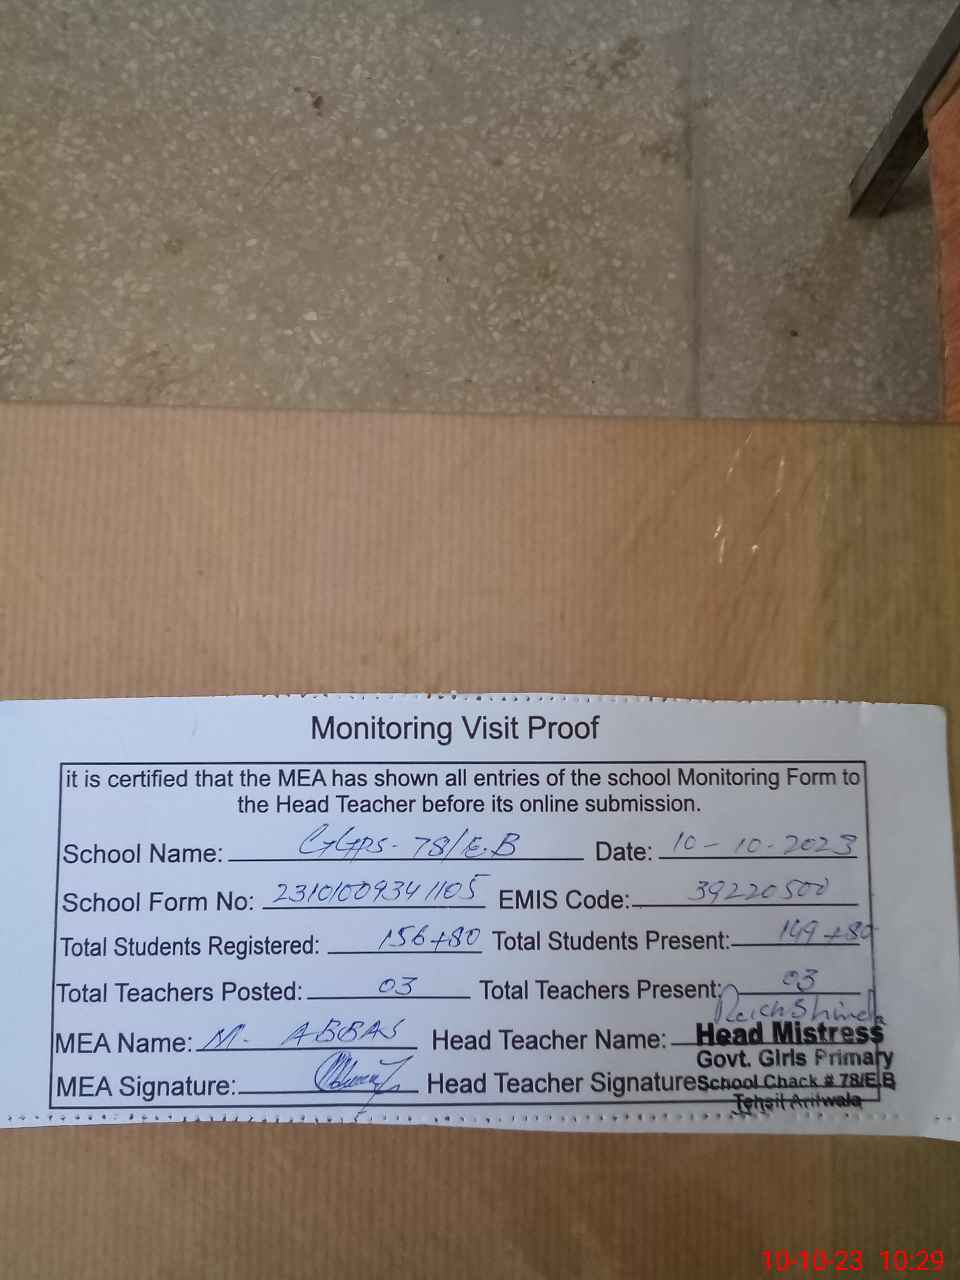 Monitoring Visit Proof
it is certified that the MEA has shown all entries of the school Monitoring Form to
the Head Teacher before its online submission.
School Name: GGPS- 78/E.B Date: 10-10-2023
School Form No: 23101009341105 EMIS Code: 39220500
Total Students Registered: 156+80 Total Students Present: 149+80
Total Teachers Posted: 03 Total Teachers Present: 03
MEA Name: M. ABBAS Head Teacher Name:
Head Mistress
Govt. Girls Primary
MEA Signature: Head Teacher Signature
School Chack # 78/E.B
Tehsil Arifwala
10-10-23 10:29